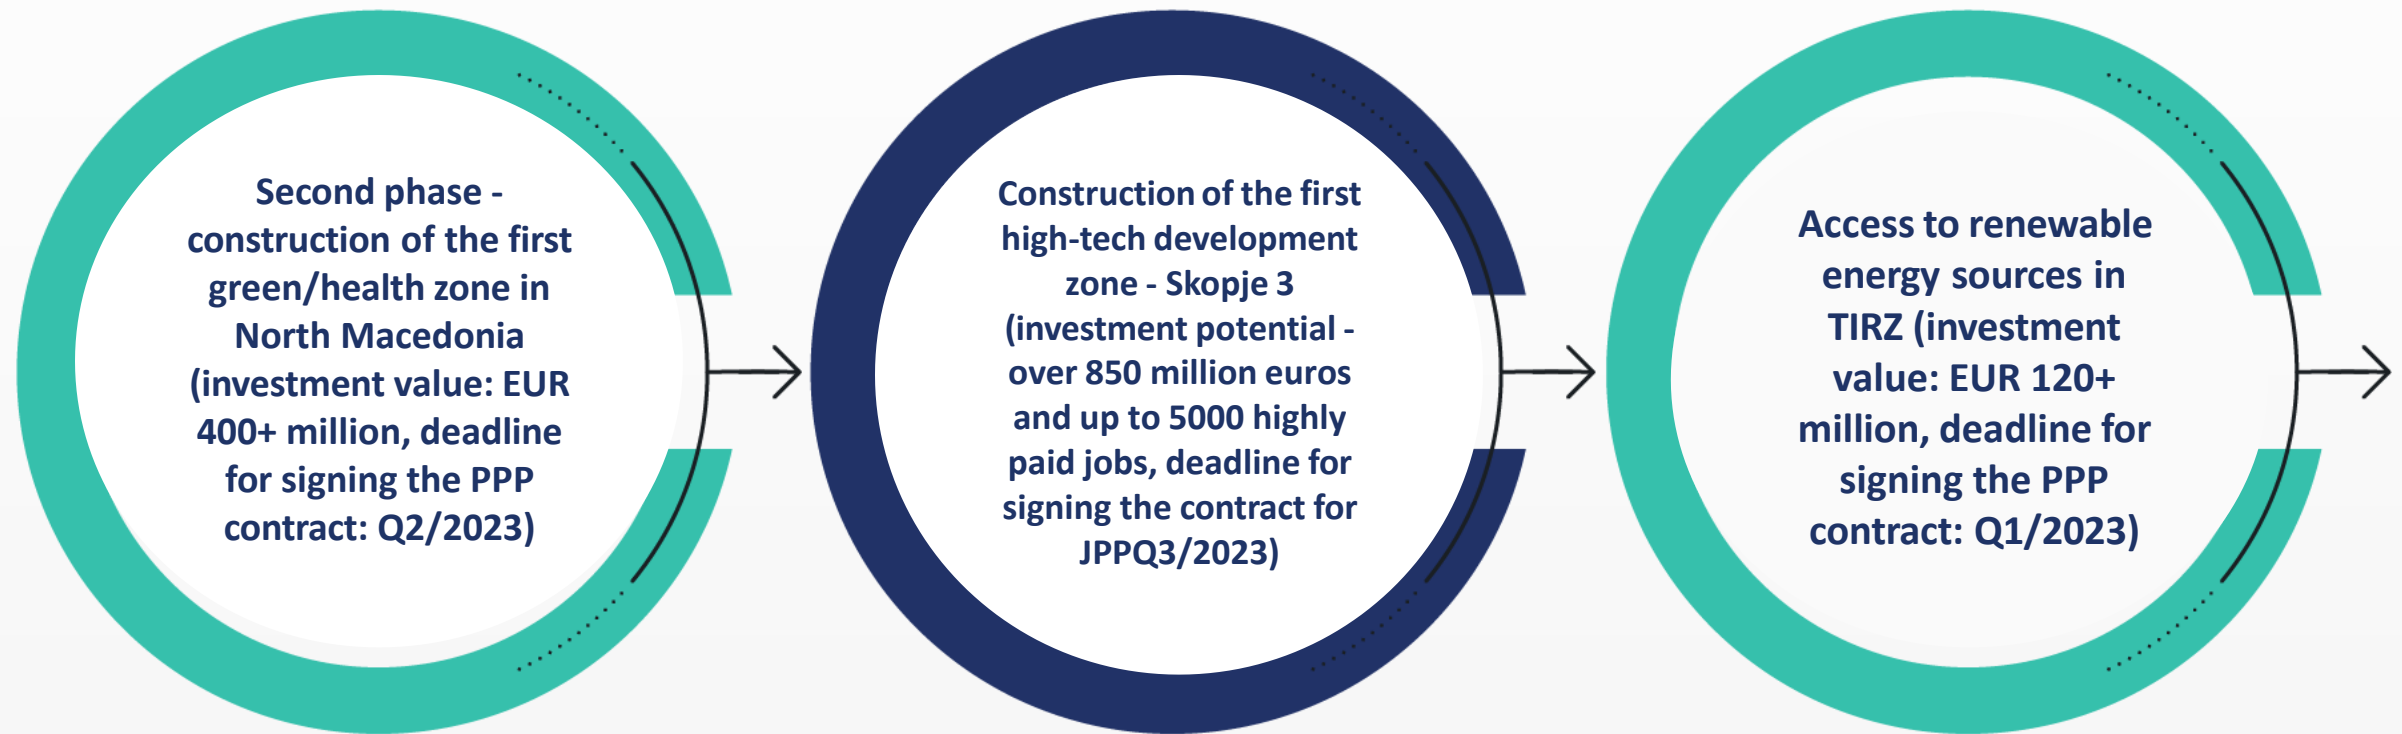 Second phase -
construction of the first
green/health zone in
North Macedonia
(investment value: EUR
400+ million, deadline
for signing the PPP
contract: Q2/2023)
Construction of the first
high-tech development
zone - Skopje 3
(investment potential -
over 850 million euros
and up to 5000 highly
paid jobs, deadline for
signing the contract for
JPPQ3/2023)
Access to renewable
energy sources in
TIRZ (investment
value: EUR 120+
million, deadline for
signing the PPP
contract: Q1/2023)